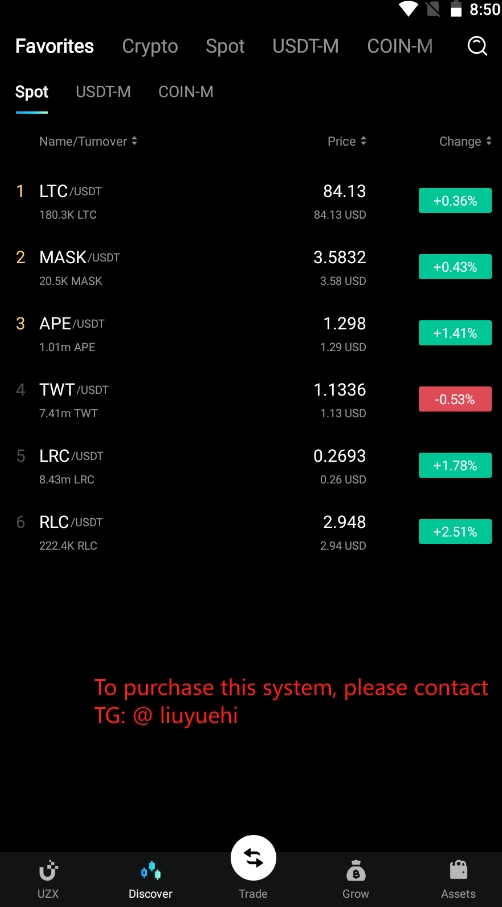 8:50
Favorites Crypto Spot USDT-M COIN-M
Spot USDT-M COIN-M
Name/Turnover Price Change
1 LTC/USDT 84.13 +0.36%
180.3K LTC 84.13 USD
2 MASK/USDT 3.5832 +0.43%
20.5K MASK 3.58 USD
3 APE/USDT 1.298 +1.41%
1.01m APE 1.29 USD
4 TWT/USDT 1.1336 -0.53%
7.41m TWT 1.13 USD
5 LRC/USDT 0.2693 +1.78%
8.43m LRC 0.26 USD
6 RLC/USDT 2.948 +2.51%
222.4K RLC 2.94 USD
To purchase this system, please contact
TG: @ liuyuehi
UZX Discover Trade Grow Assets